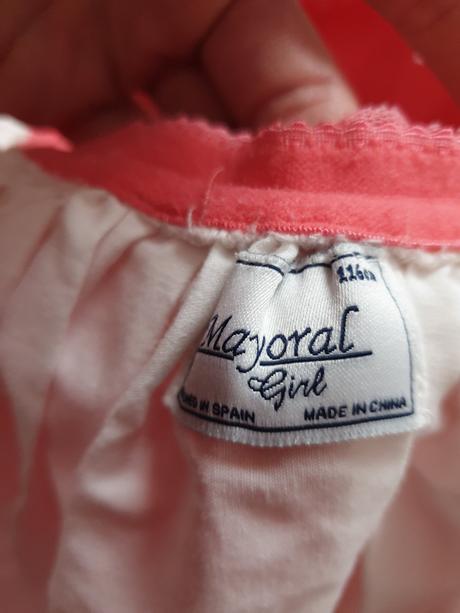 116cm
Mayoral
Girl
IN SPAIN MADE IN CHINA